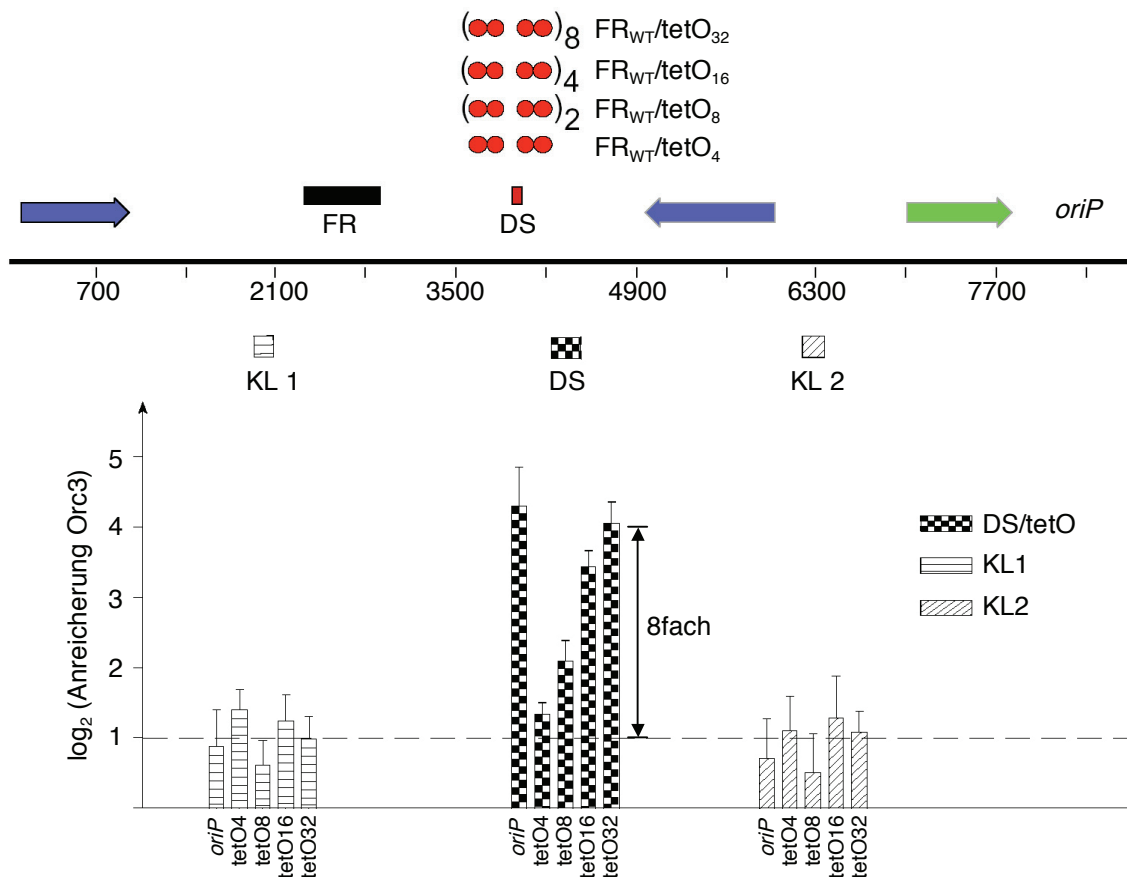 ( )8 FRWT/tetO32
( )4 FRWT/tetO16
( )2 FRWT/tetO8
FRWT/tetO4
FR DS oriP
700 2100 3500 4900 6300 7700
KL 1 DS KL 2
log2 (Anreicherung Orc3)
5
4
3
2
1
8fach
DS/tetO
KL1
KL2
oriP tetO4 tetO8 tetO16 tetO32
oriP tetO4 tetO8 tetO16 tetO32
oriP tetO4 tetO8 tetO16 tetO32